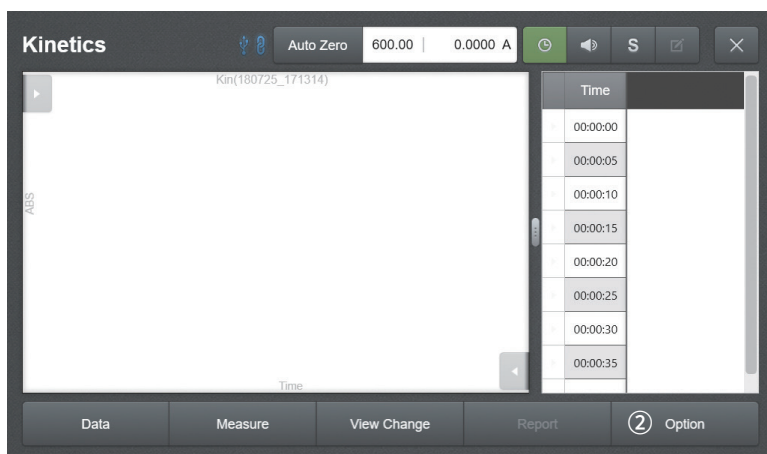 Kinetics
Auto Zero
600.00 | 0.0000 A
S
Kin(180725_171314)
ABS
Time
Time
00:00:00
00:00:05
00:00:10
00:00:15
00:00:20
00:00:25
00:00:30
00:00:35
Data
Measure
View Change
Report
② Option